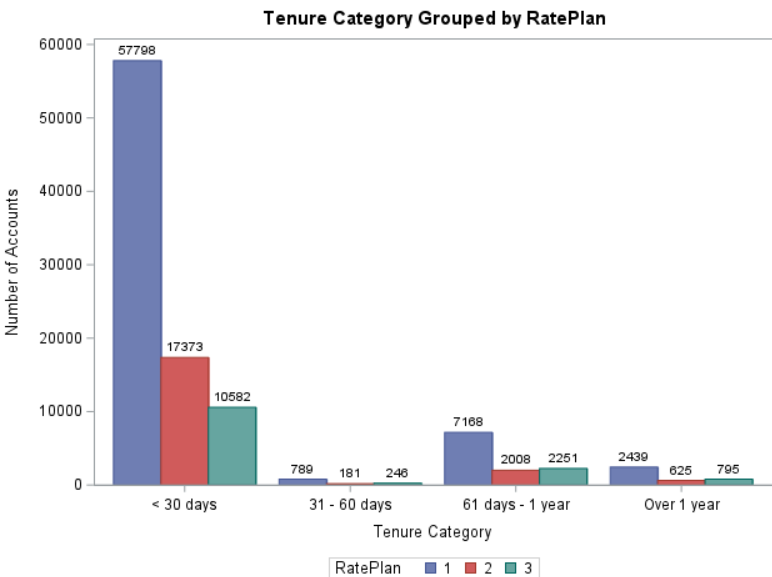 Tenure Category Grouped by RatePlan
Number of Accounts
60000
50000
40000
30000
20000
10000
0
57798
17373
10582
789
181
246
7168
2008
2251
2439
625
795
< 30 days
31 - 60 days
61 days - 1 year
Over 1 year
Tenure Category
RatePlan 1 2 3